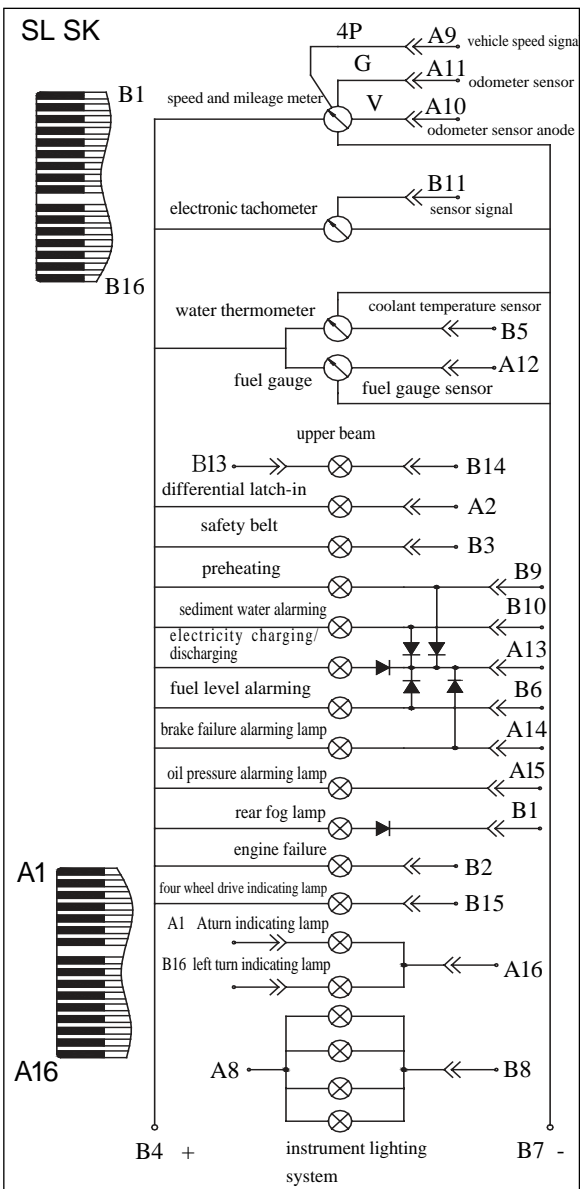 SL SK
4P
A9
vehicle speed signa
G
A11
odometer sensor
B1
speed and mileage meter
V
A10
odometer sensor anode
B11
electronic tachometer
sensor signal
B16
water thermometer
coolant temperature sensor
B5
A12
fuel gauge
fuel gauge sensor
upper beam
B13
B14
differential latch-in
A2
safety belt
B3
preheating
B9
sediment water alarming
B10
electricity charging/
discharging
A13
fuel level alarming
B6
brake failure alarming lamp
A14
oil pressure alarming lamp
A15
rear fog lamp
B1
engine failure
B2
A1
four wheel drive indicating lamp
B15
A1 Aturn indicating lamp
B16 left turn indicating lamp
A16
A16
A8
B8
B4 +
instrument lighting
system
B7 -